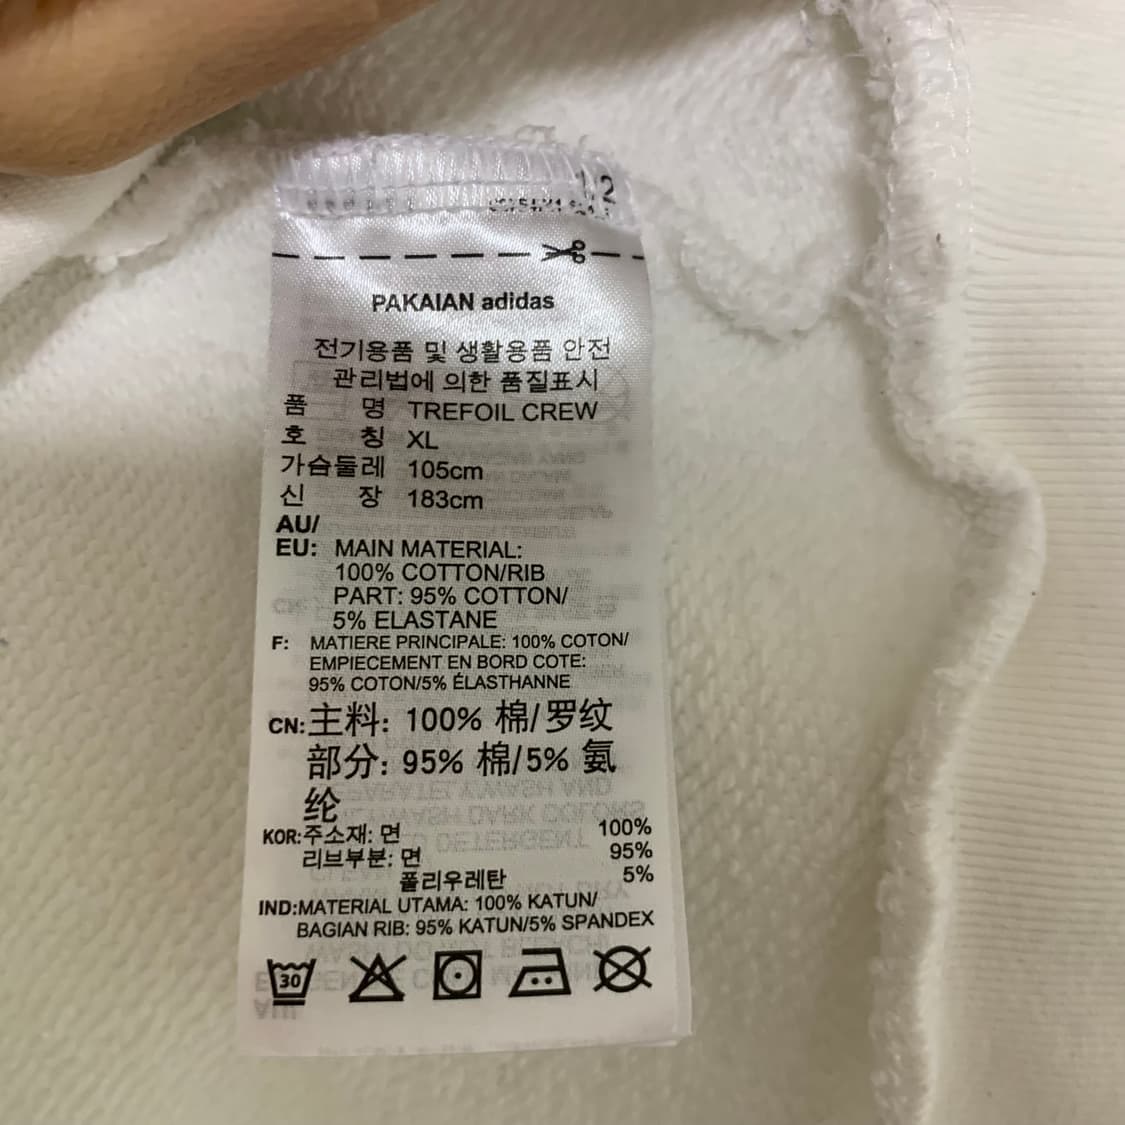 1.2
PAKAIAN adidas
전기용품 및 생활용품 안전
관리법에 의한 품질표시
품 명 TREFOIL CREW
호 칭 XL
가슴둘레 105cm
신 장 183cm
AU/
EU: MAIN MATERIAL:
100% COTTON/RIB
PART: 95% COTTON/
5% ELASTANE
F: MATIERE PRINCIPALE: 100% COTON/
EMPIECEMENT EN BORD COTE:
95% COTON/5% ÉLASTHANNE
CN: 主料: 100% 棉/罗纹
部分: 95% 棉/5% 氨
纶
KOR: 주소재: 면 100%
리브부분: 면 95%
폴리우레탄 5%
IND: MATERIAL UTAMA: 100% KATUN/
BAGIAN RIB: 95% KATUN/5% SPANDEX
30